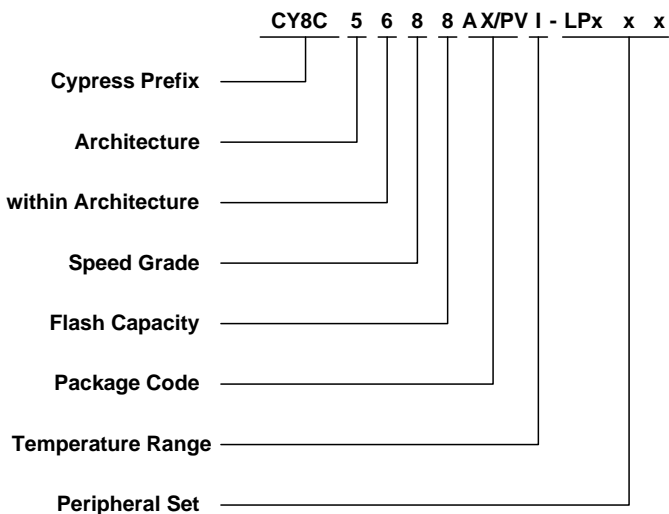 CY8C 5 6 8 8 A X/PV I - LPx x x
Cypress Prefix
Architecture
within Architecture
Speed Grade
Flash Capacity
Package Code
Temperature Range
Peripheral Set